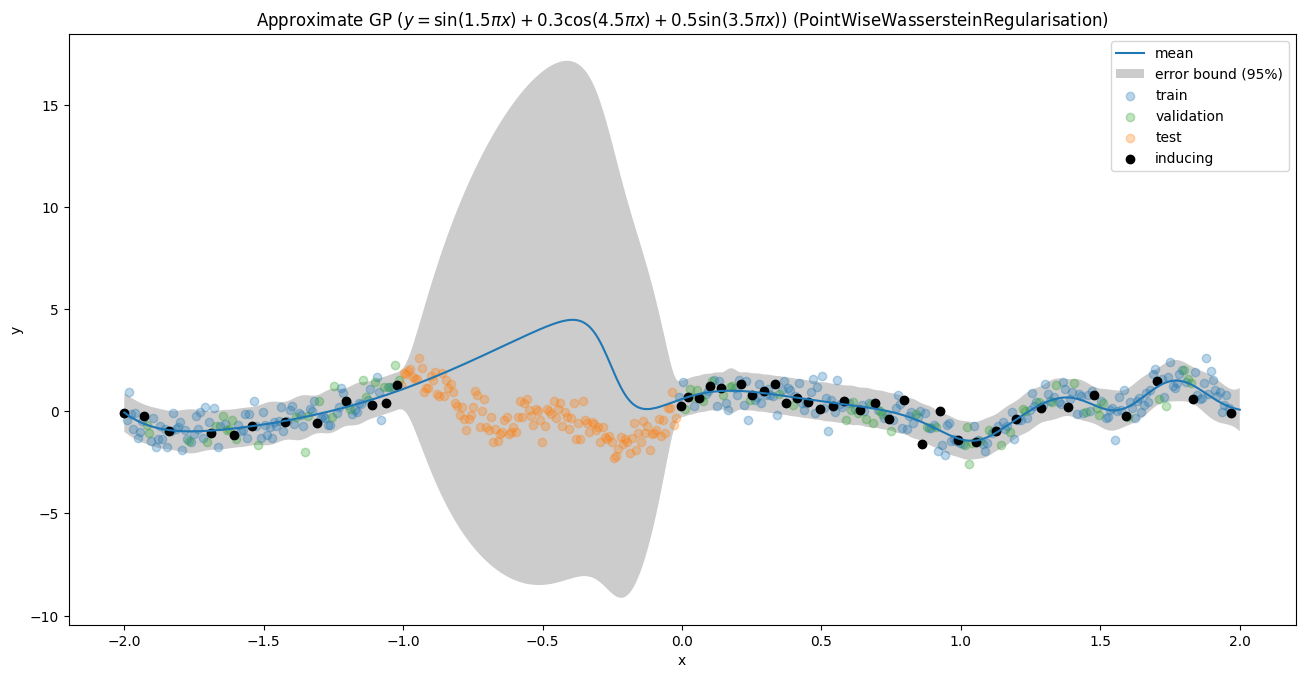 Approximate GP (y = sin(1.5πx) + 0.3cos(4.5πx) + 0.5sin(3.5πx)) (PointWiseWassersteinRegularisation)
mean
error bound (95%)
train
validation
test
inducing
y
15
10
5
0
−5
−10
−2.0 −1.5 −1.0 −0.5 0.0 0.5 1.0 1.5 2.0
x